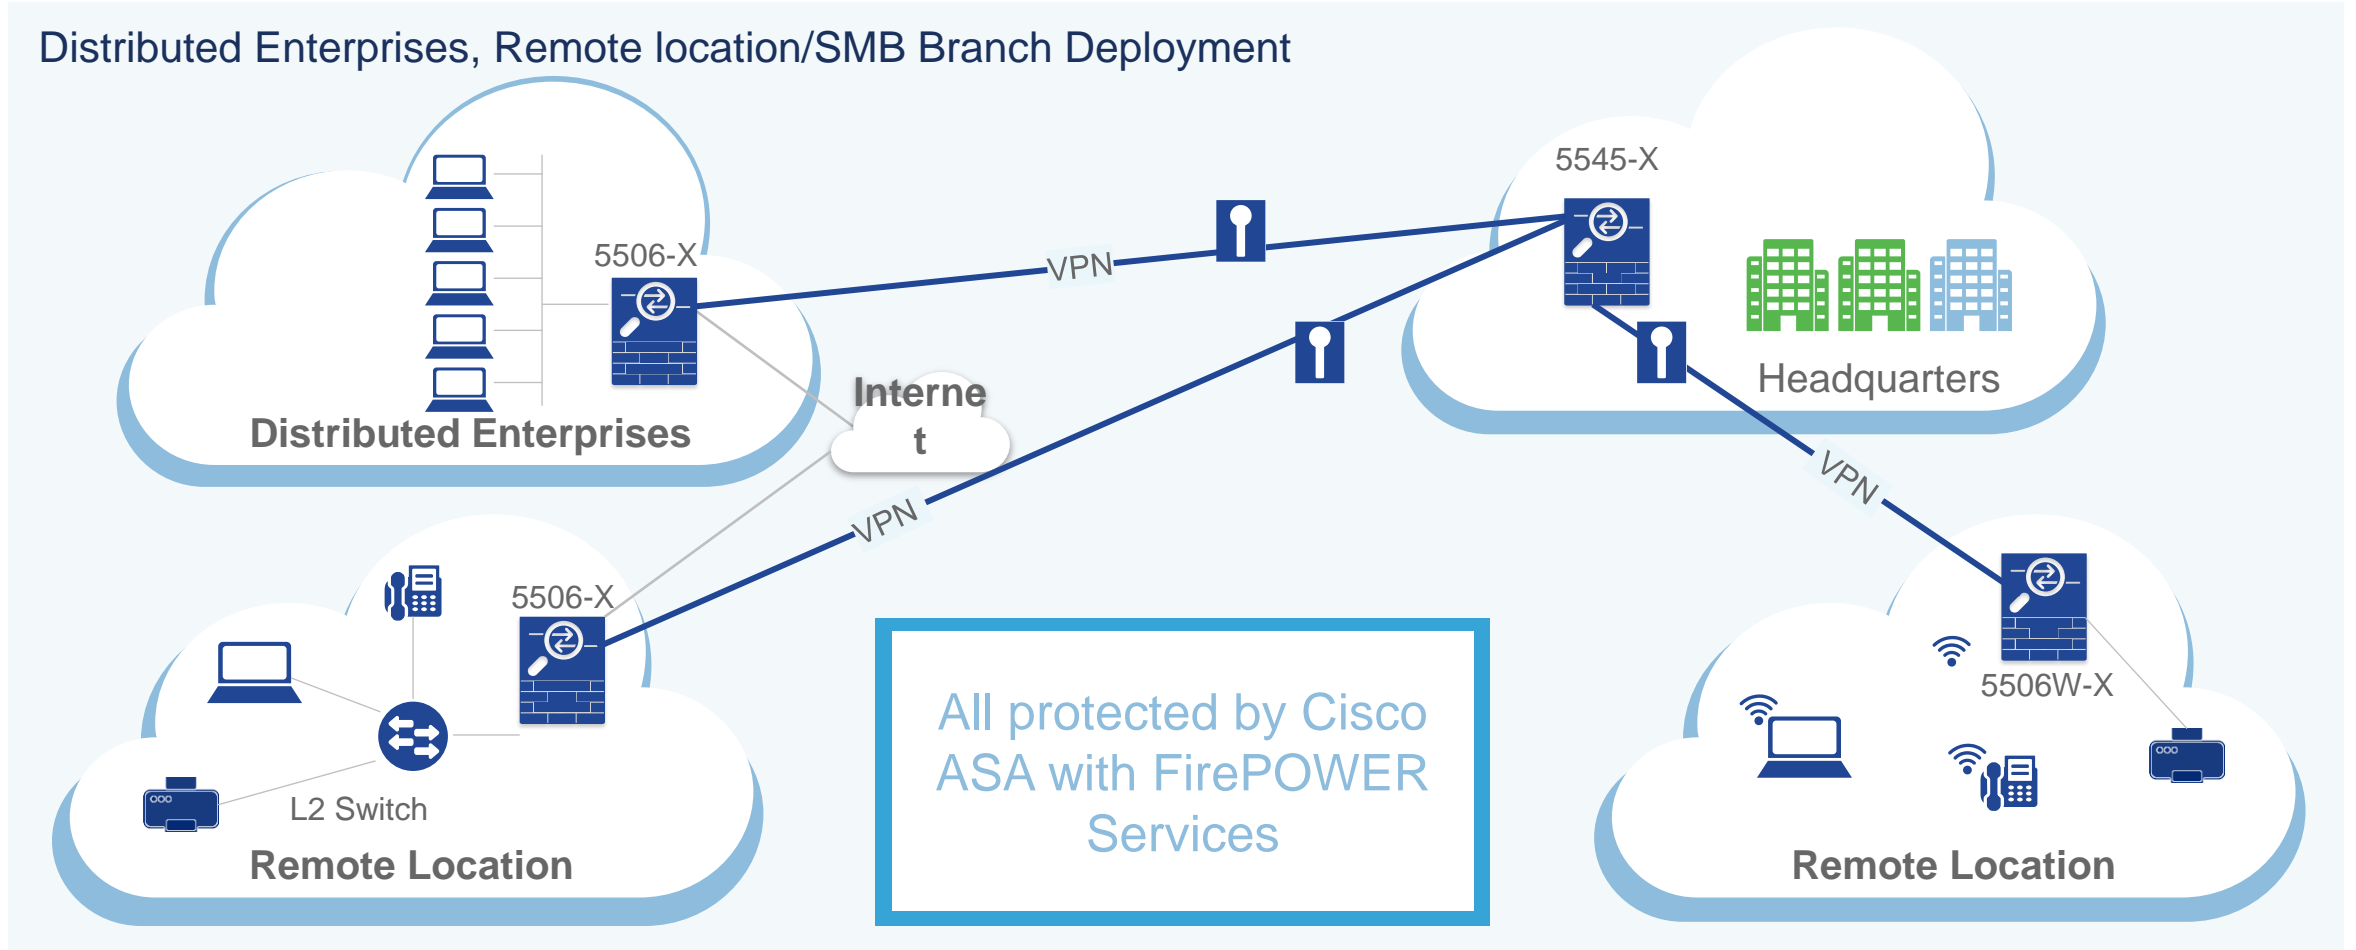 Distributed Enterprises, Remote location/SMB Branch Deployment
5545-X
5506-X
VPN
Headquarters
Interne
t
Distributed Enterprises
VPN
VPN
5506-X
5506W-X
All protected by Cisco
ASA with FirePOWER
Services
L2 Switch
Remote Location
Remote Location